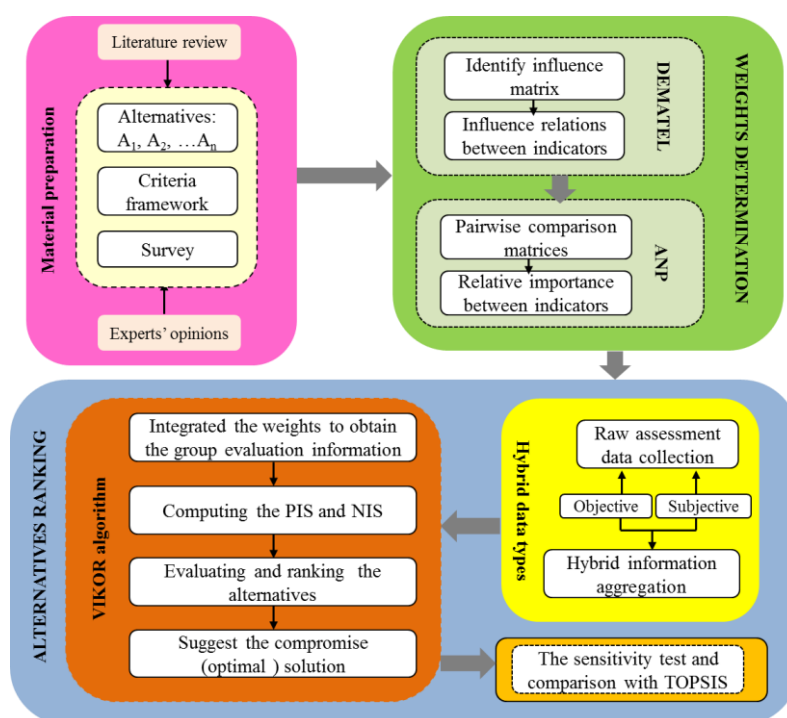 Literature review
Material preparation
Alternatives:
A1, A2, …An
Criteria
framework
Survey
Experts' opinions
WEIGHTS DETERMINATION
DEMATEL
Identify influence
matrix
Influence relations
between indicators
ANP
Pairwise comparison
matrices
Relative importance
between indicators
ALTERNATIVES RANKING
VIKOR algorithm
Integrated the weights to obtain
the group evaluation information
Computing the PIS and NIS
Evaluating and ranking the
alternatives
Suggest the compromise
(optimal ) solution
Hybrid data types
Raw assessment
data collection
Objective
Subjective
Hybrid information
aggregation
The sensitivity test and
comparison with TOPSIS